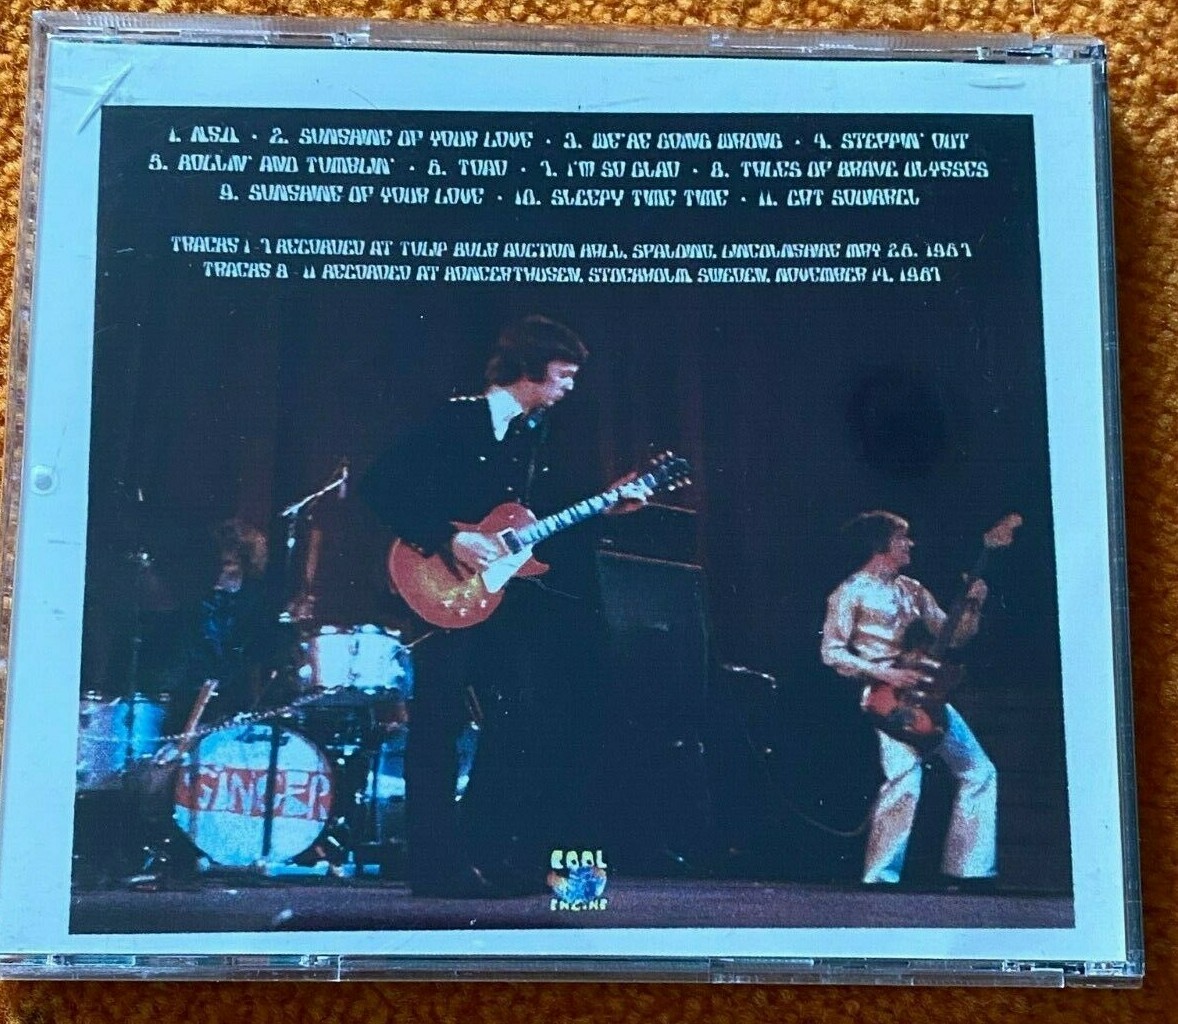 1. N.S.U. · 2. SUNSHINE OF YOUR LOVE · 3. WE'RE GOING WRONG · 4. STEPPIN' OUT
5. ROLLIN' AND TUMBLIN' · 6. TOAD · 7. I'M SO GLAD · 8. TALES OF BRAVE ULYSSES
9. SUNSHINE OF YOUR LOVE · 10. SLEEPY TIME TIME · 11. CAT SQUIRREL
TRACKS 1 - 7 RECORDED AT TULIP BULB AUCTION HALL, SPALDING, LINCOLNSHIRE MAY 28, 1967
TRACKS 8 - 11 RECORDED AT KONCERTHUSEN, STOCKHOLM, SWEDEN, NOVEMBER 14, 1967
GINGER
COOL
ENGINE